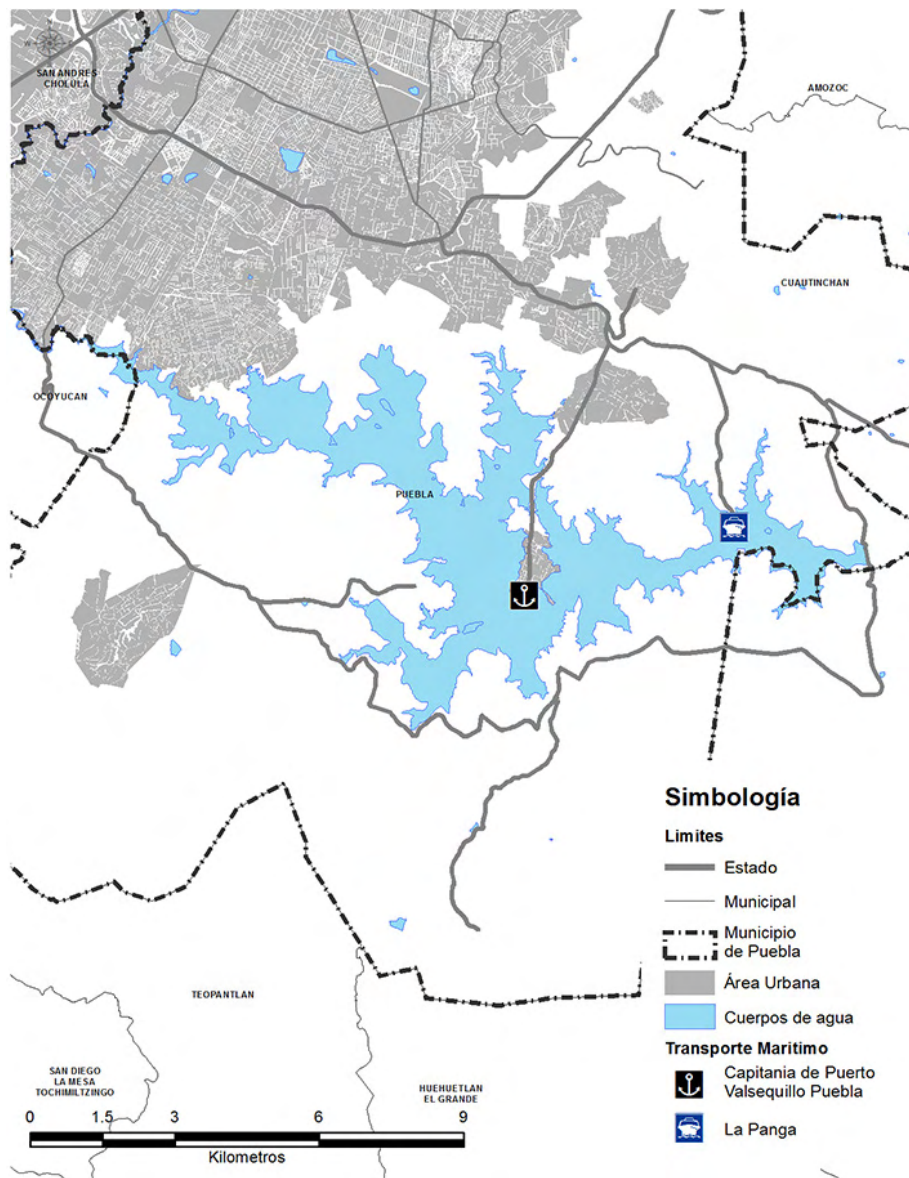 W
SAN ANDRES
CHOLULA
AMOZOC
CUAUTINCHAN
OCOYUCAN
PUEBLA
TEOPANTLAN
SAN DIEGO
LA MESA
TOCHIMILTZINGO
HUEHUETLAN
EL GRANDE
0 1.5 3 6 9
Kilometros
Simbología
Limites
Estado
Municipal
Municipio
de Puebla
Área Urbana
Cuerpos de agua
Transporte Maritimo
Capitania de Puerto
Valsequillo Puebla
La Panga